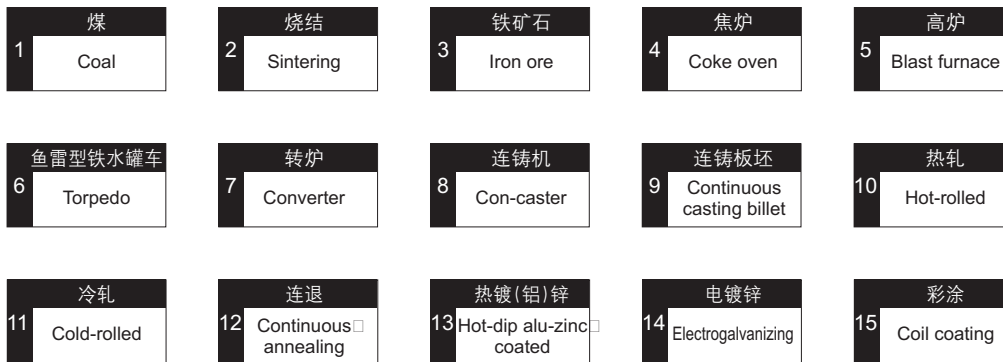 1
煤
Coal
2
烧结
Sintering
3
铁矿石
Iron ore
4
焦炉
Coke oven
5
高炉
Blast furnace
6
鱼雷型铁水罐车
Torpedo
7
转炉
Converter
8
连铸机
Con-caster
9
连铸板坯
Continuous
casting billet
10
热轧
Hot-rolled
11
冷轧
Cold-rolled
12
连退
Continuous□
annealing
13
热镀(铝)锌
Hot-dip alu-zinc□
coated
14
电镀锌
Electrogalvanizing
15
彩涂
Coil coating